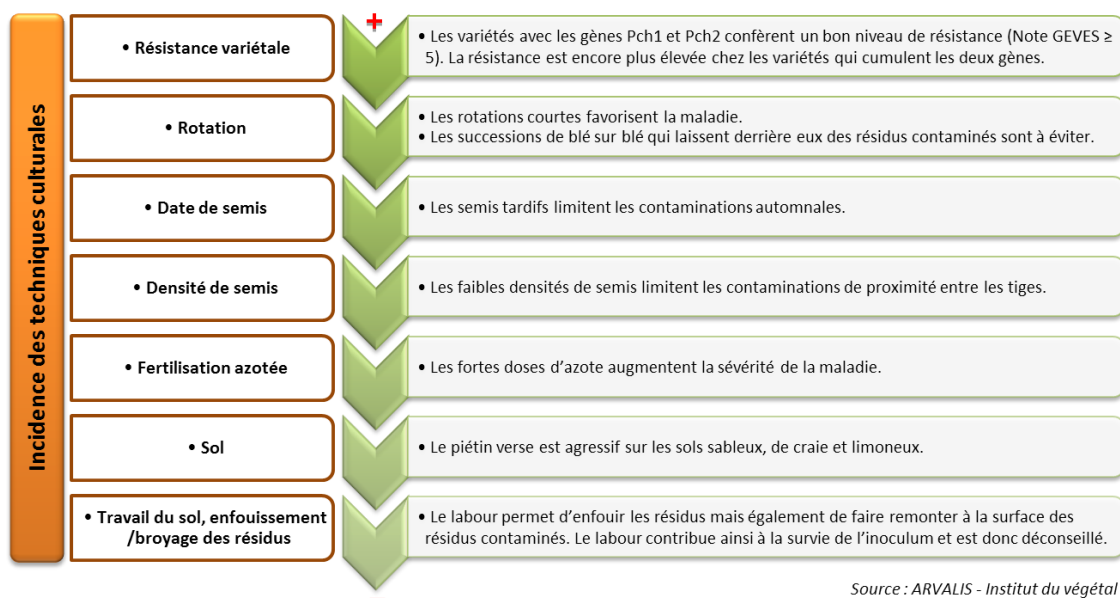 Incidence des techniques culturales
+
• Résistance variétale
• Les variétés avec les gènes Pch1 et Pch2 confèrent un bon niveau de résistance (Note GEVES ≥
5). La résistance est encore plus élevée chez les variétés qui cumulent les deux gènes.
• Rotation
• Les rotations courtes favorisent la maladie.
• Les successions de blé sur blé qui laissent derrière eux des résidus contaminés sont à éviter.
• Date de semis
• Les semis tardifs limitent les contaminations automnales.
• Densité de semis
• Les faibles densités de semis limitent les contaminations de proximité entre les tiges.
• Fertilisation azotée
• Les fortes doses d’azote augmentent la sévérité de la maladie.
• Sol
• Le piétin verse est agressif sur les sols sableux, de craie et limoneux.
• Travail du sol, enfouissement
/broyage des résidus
• Le labour permet d’enfouir les résidus mais également de faire remonter à la surface des
résidus contaminés. Le labour contribue ainsi à la survie de l’inoculum et est donc déconseillé.
Source : ARVALIS - Institut du végétal